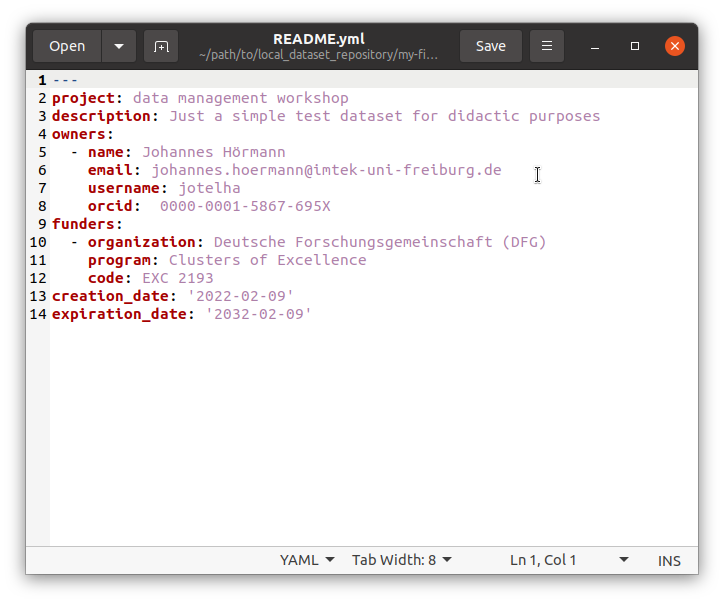 Open
README.yml
~/path/to/local_dataset_repository/my-fi...
Save
1 ---
2 project: data management workshop
3 description: Just a simple test dataset for didactic purposes
4 owners:
5   - name: Johannes Hörmann
6     email: johannes.hoermann@imtek-uni-freiburg.de
7     username: jotelha
8     orcid:  0000-0001-5867-695X
9 funders:
10   - organization: Deutsche Forschungsgemeinschaft (DFG)
11     program: Clusters of Excellence
12     code: EXC 2193
13 creation_date: '2022-02-09'
14 expiration_date: '2032-02-09'
YAML Tab Width: 8 Ln 1, Col 1 INS